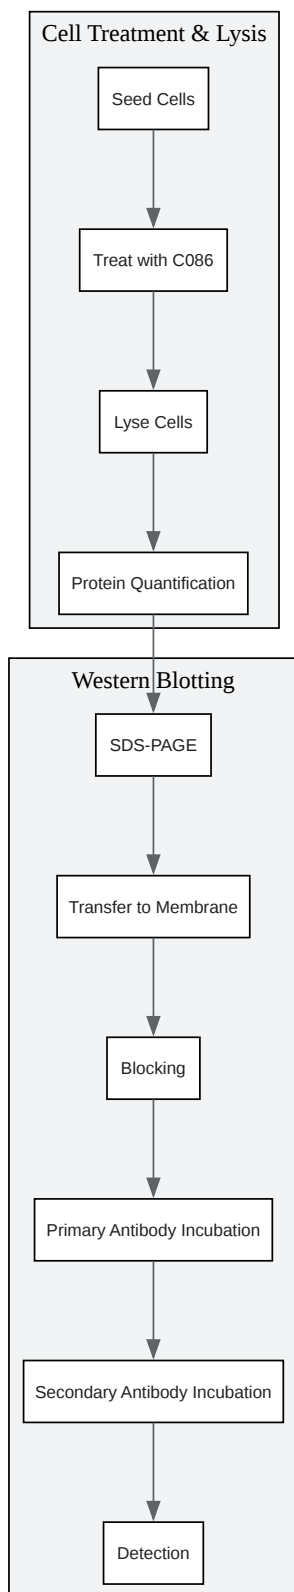 Cell Treatment & Lysis
Seed Cells
Treat with C086
Lyse Cells
Protein Quantification
Western Blotting
SDS-PAGE
Transfer to Membrane
Blocking
Primary Antibody Incubation
Secondary Antibody Incubation
Detection